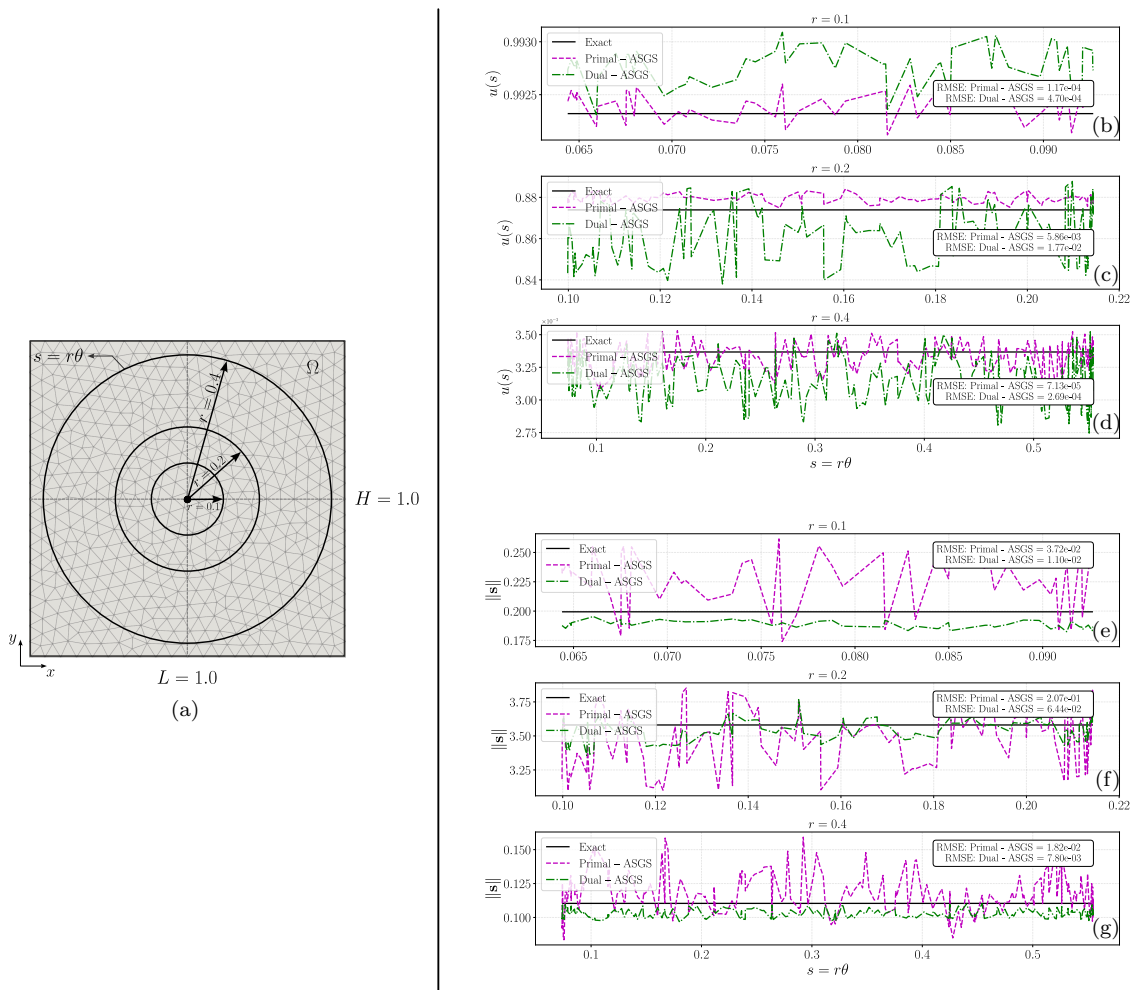 s = rθ
Ω
r = 0.4
r = 0.2
r = 0.1
H = 1.0
y
x
L = 1.0
(a)
r = 0.1
u(s)
0.9930
0.9925
Exact
Primal − ASGS
Dual − ASGS
RMSE: Primal - ASGS = 1.17e-04
RMSE: Dual - ASGS = 4.70e-04
(b)
0.065 0.070 0.075 0.080 0.085 0.090
r = 0.2
u(s)
0.88
0.86
0.84
Exact
Primal − ASGS
Dual − ASGS
RMSE: Primal - ASGS = 5.86e-03
RMSE: Dual - ASGS = 1.77e-02
(c)
0.10 0.12 0.14 0.16 0.18 0.20 0.22
r = 0.4
u(s)
3.50
3.25
3.00
2.75
Exact
Primal − ASGS
Dual − ASGS
RMSE: Primal - ASGS = 7.13e-05
RMSE: Dual - ASGS = 2.69e-04
(d)
0.1 0.2 0.3 0.4 0.5
s = rθ
r = 0.1
||s||
0.250
0.225
0.200
0.175
Exact
Primal − ASGS
Dual − ASGS
RMSE: Primal - ASGS = 3.72e-02
RMSE: Dual - ASGS = 1.10e-02
(e)
0.065 0.070 0.075 0.080 0.085 0.090
r = 0.2
||s||
3.75
3.50
3.25
Exact
Primal − ASGS
Dual − ASGS
RMSE: Primal - ASGS = 2.07e-01
RMSE: Dual - ASGS = 6.44e-02
(f)
0.10 0.12 0.14 0.16 0.18 0.20 0.22
r = 0.4
||s||
0.150
0.125
0.100
Exact
Primal − ASGS
Dual − ASGS
RMSE: Primal - ASGS = 1.82e-02
RMSE: Dual - ASGS = 7.80e-03
(g)
0.1 0.2 0.3 0.4 0.5
s = rθ